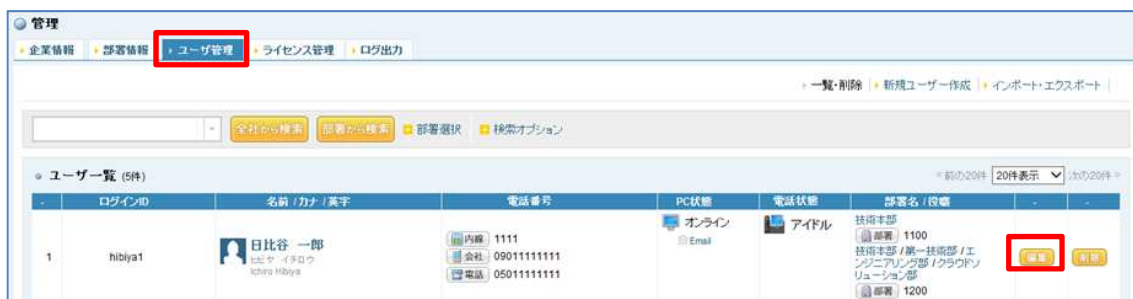 管理
企業情報 部署情報 ユーザ管理 ライセンス管理 ログ出力
一覧・削除 新規ユーザー作成 インポート・エクスポート
全社から検索 部署から検索 部署選択 検索オプション
ユーザ一覧 (5件) 前の20件 20件表示 次の20件
- ログインID 名前 / カナ / 英字 電話番号 PC状態 電話状態 部署名 / 役職 - -
1 hibiya1 日比谷 一郎
ヒビヤ イチロウ
Ichiro Hibiya
内線 1111
会社 09011111111
電話 05011111111
オンライン
Email
アイドル
技術本部
部署 1100
技術本部 / 第一技術部 / エ
ンジニアリング部 / クラウドソ
リューション部
部署 1200
編集 削除